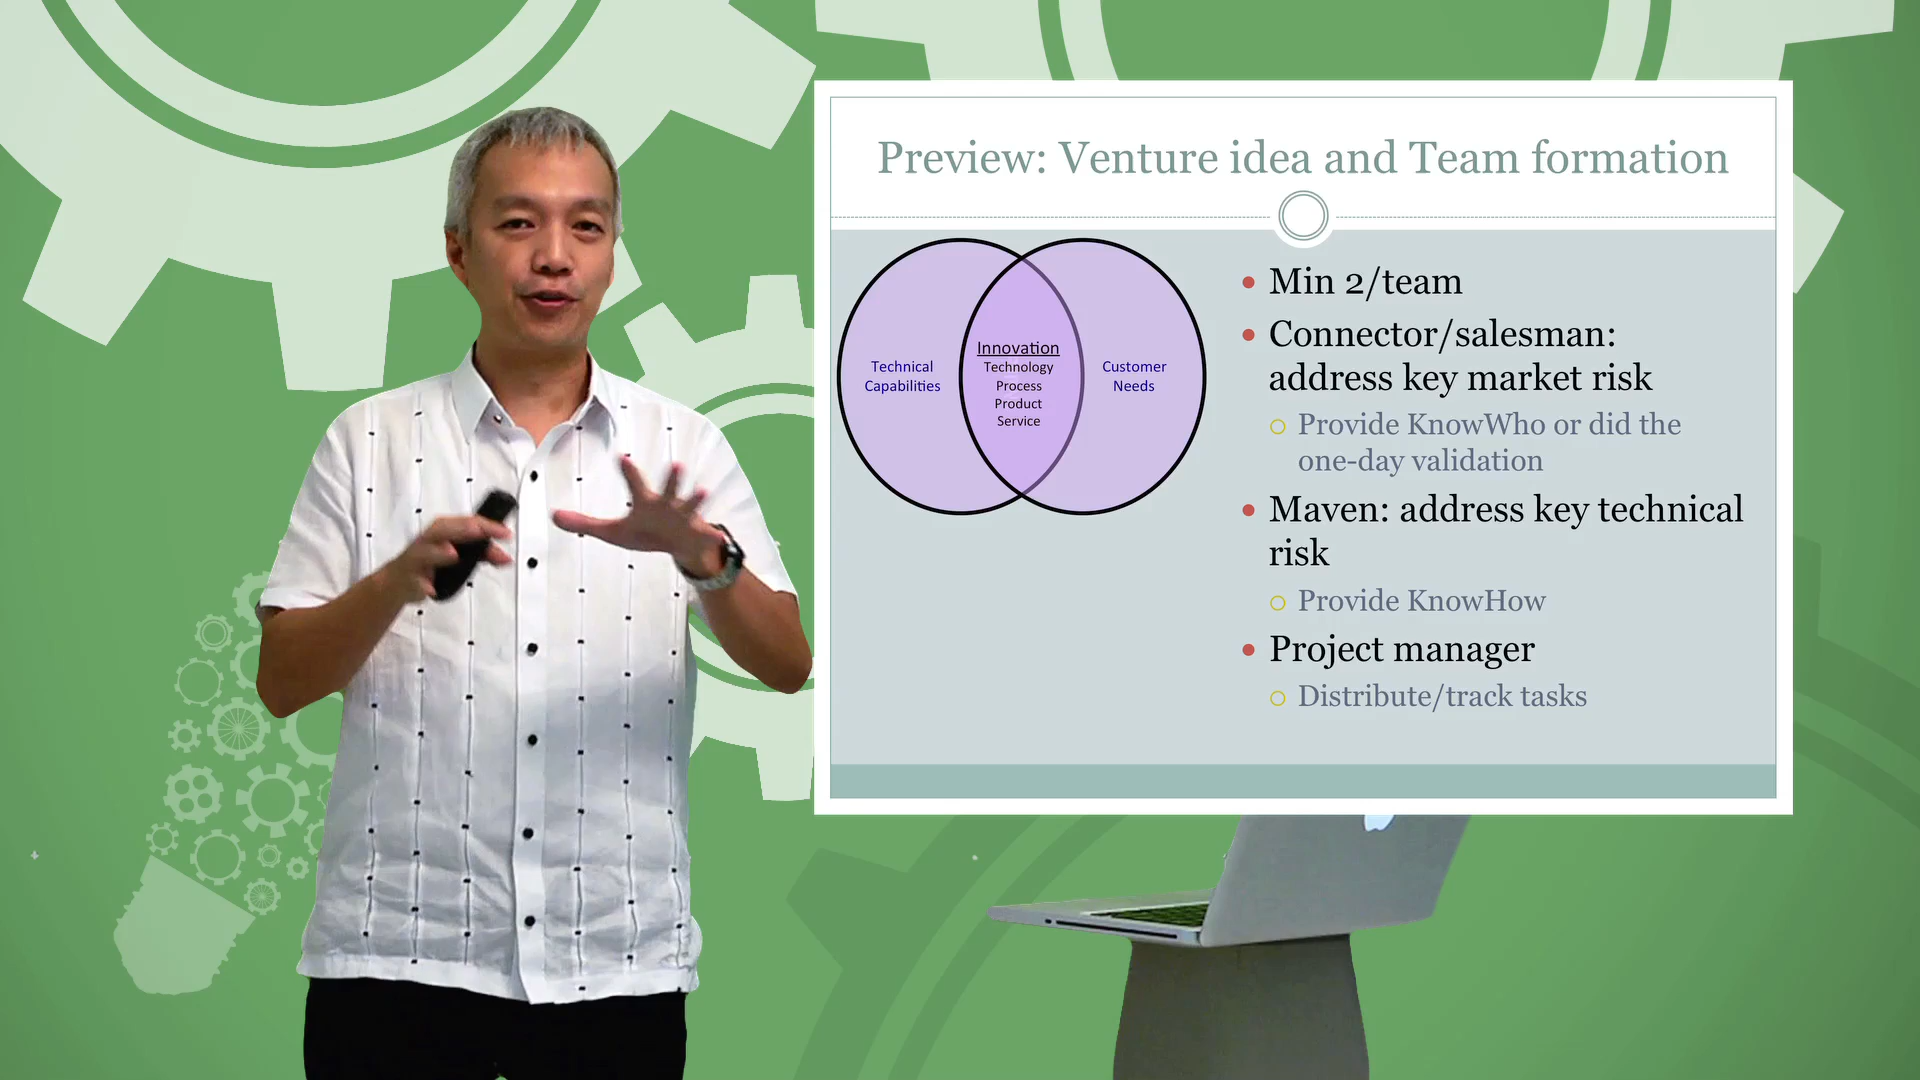 Preview: Venture idea and Team formation
Technical
Capabilities
Innovation
Technology
Process
Product
Service
Customer
Needs
Min 2/team
Connector/salesman:
address key market risk
Provide KnowWho or did the
one-day validation
Maven: address key technical
risk
Provide KnowHow
Project manager
Distribute/track tasks